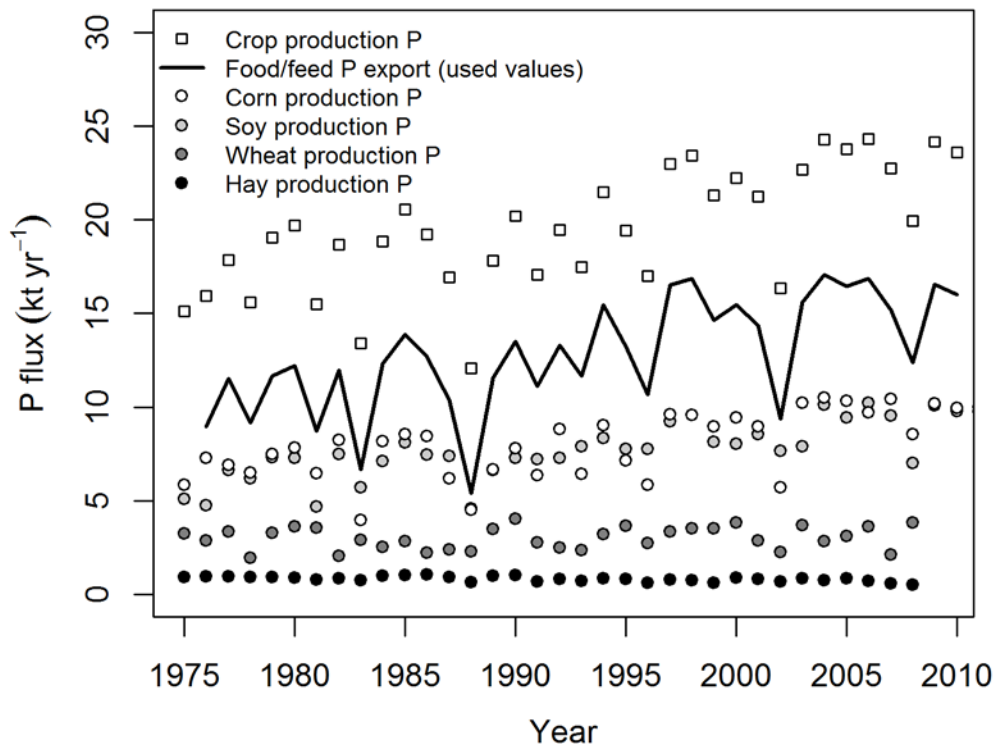 Crop production P
Food/feed P export (used values)
Corn production P
Soy production P
Wheat production P
Hay production P
30
25
20
15
10
5
0
P flux (kt yr⁻¹)
1975 1980 1985 1990 1995 2000 2005 2010
Year